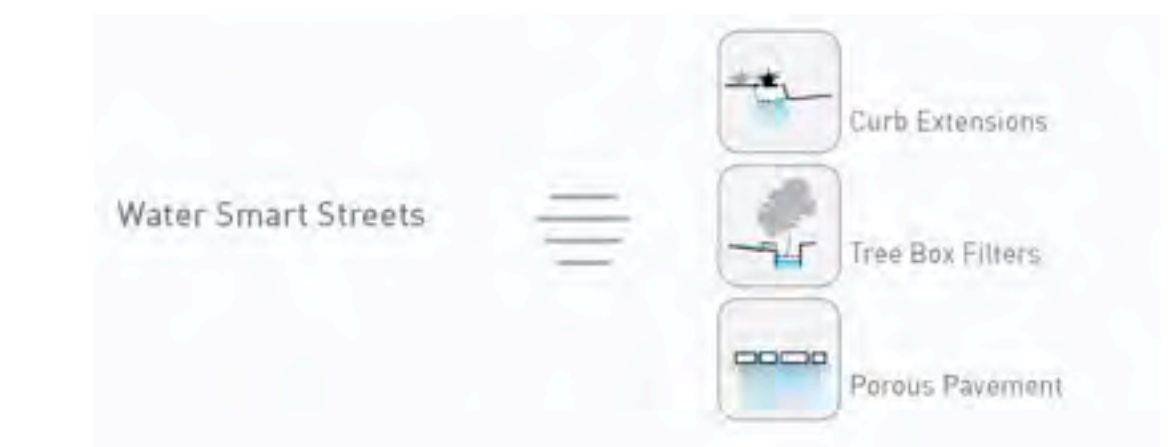 Curb Extensions
Water Smart Streets
Tree Box Filters
Porous Pavement